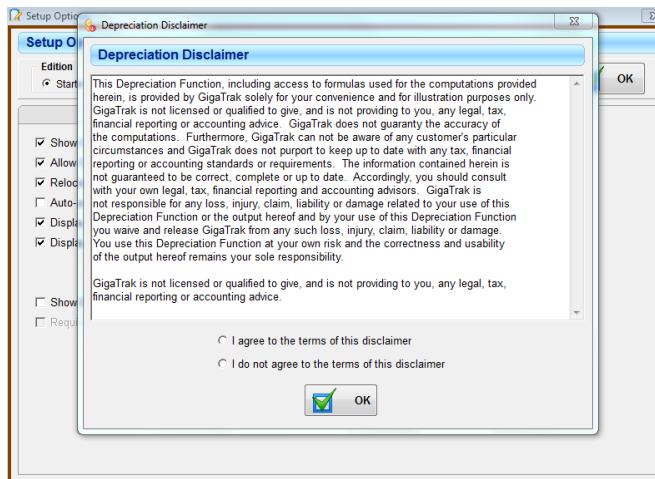 Setup Optio
Depreciation Disclaimer
Setup O
Depreciation Disclaimer
Edition
Start
OK
This Depreciation Function, including access to formulas used for the computations provided
herein, is provided by GigaTrak solely for your convenience and for illustration purposes only.
GigaTrak is not licensed or qualified to give, and is not providing to you, any legal, tax,
financial reporting or accounting advice.  GigaTrak does not guaranty the accuracy of
the computations.  Furthermore, GigaTrak can not be aware of any customer's particular
circumstances and GigaTrak does not purport to keep up to date with any tax, financial
reporting or accounting standards or requirements.  The information contained herein is
not guaranteed to be correct, complete or up to date.  Accordingly, you should consult
with your own legal, tax, financial reporting and accounting advisors.  GigaTrak is
not responsible for any loss, injury, claim, liability or damage related to your use of this
Depreciation Function or the output hereof and by your use of this Depreciation Function
you waive and release GigaTrak from any such loss, injury, claim, liability or damage.
You use this Depreciation Function at your own risk and the correctness and usability
of the output hereof remains your sole responsibility.
GigaTrak is not licensed or qualified to give, and is not providing to you, any legal, tax,
financial reporting or accounting advice.
Show
Allow
Reloc
Auto-
Displa
Displa
Show
Requi
I agree to the terms of this disclaimer
I do not agree to the terms of this disclaimer
OK